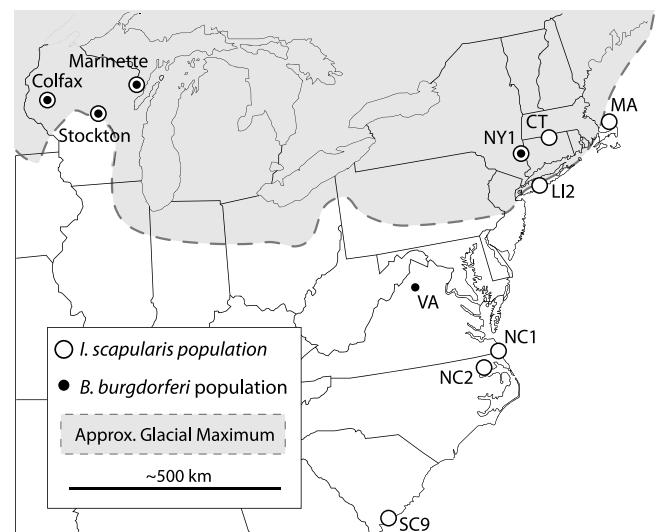 Marinette
Colfax
Stockton
MA
CT
NY1
LI2
VA
NC1
NC2
SC9
I. scapularis population
B. burgdorferi population
Approx. Glacial Maximum
~500 km